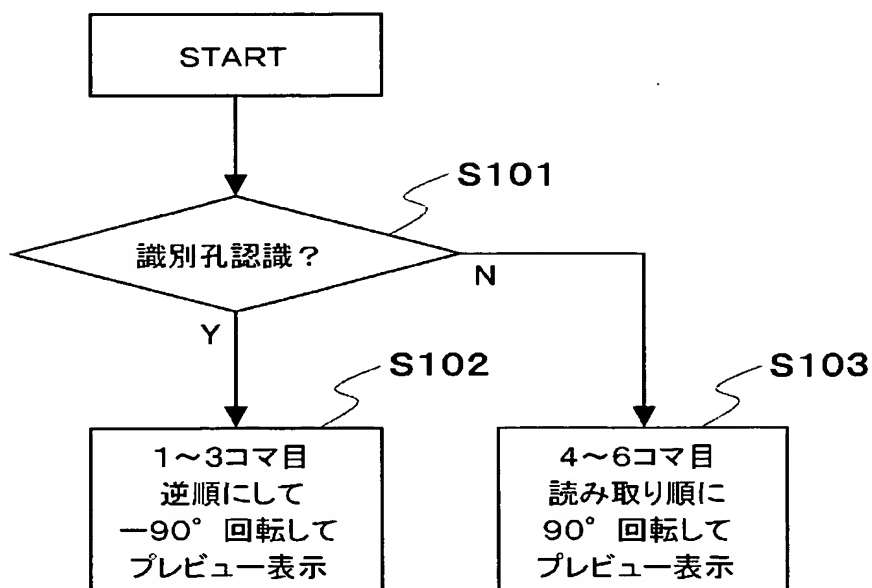 START
S101
識別孔認識?
N
Y
S102
S103
1~3コマ目
逆順にして
—90° 回転して
プレビュー表示
4~6コマ目
読み取り順に
90° 回転して
プレビュー表示